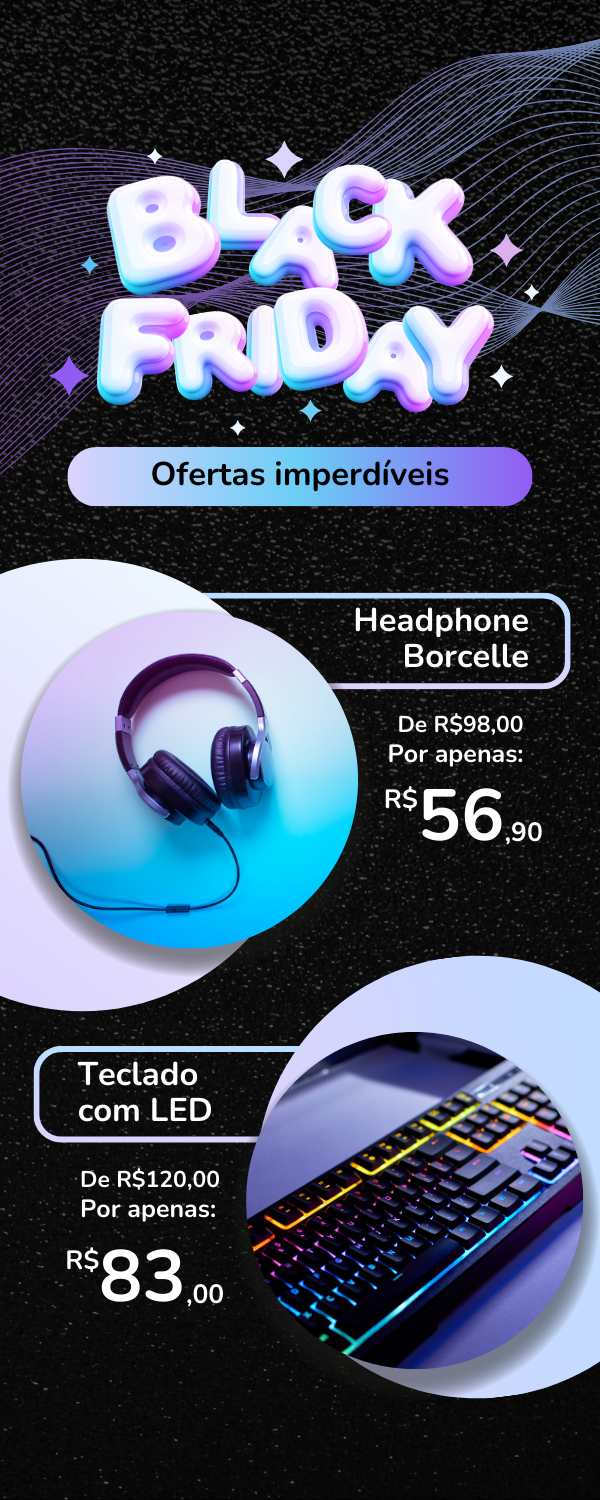 BLACK
FRIDAY
Ofertas imperdíveis
Headphone
Borcelle
De R$98,00
Por apenas:
R$56,90
Teclado
com LED
De R$120,00
Por apenas:
R$83,00